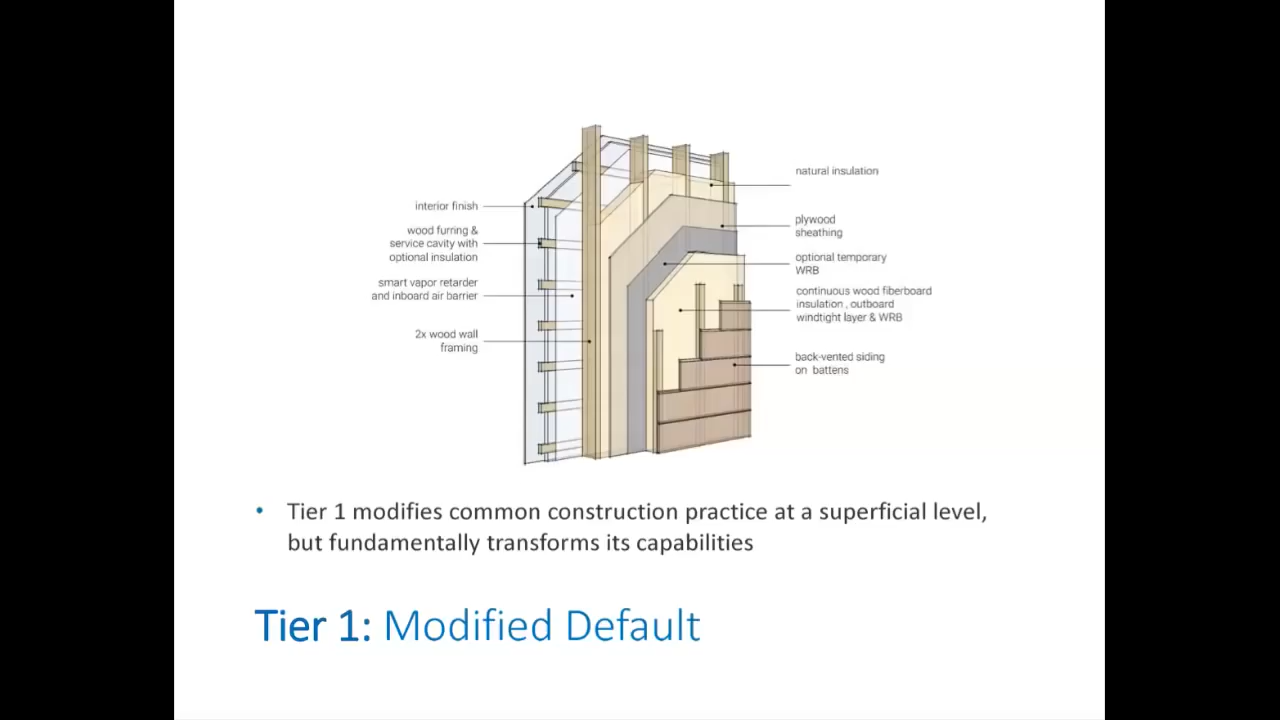 interior finish
wood furring &
service cavity with
optional insulation
smart vapor retarder
and inboard air barrier
2x wood wall
framing
natural insulation
plywood
sheathing
optional temporary
WRB
continuous wood fiberboard
insulation , outboard
windtight layer & WRB
back-vented siding
on battens
• Tier 1 modifies common construction practice at a superficial level,
but fundamentally transforms its capabilities
Tier 1: Modified Default